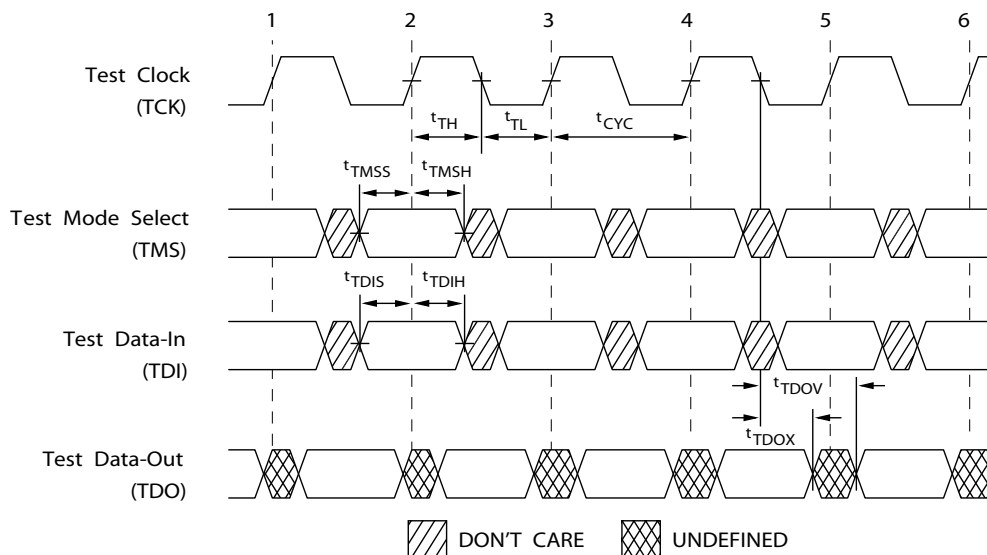 1 2 3 4 5 6
Test Clock
(TCK)
tTH tTL tCYC
tTMSS tTMSH
Test Mode Select
(TMS)
tTDIS tTDIH
Test Data-In
(TDI)
tTDOV
tTDOX
Test Data-Out
(TDO)
DON'T CARE UNDEFINED